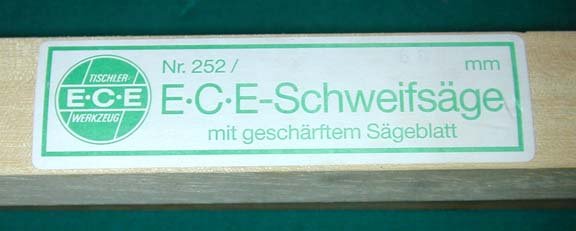 TISCHLER-
E·C·E
WERKZEUG
Nr. 252 / mm
E·C·E-Schweifsäge
mit geschärftem Sägeblatt